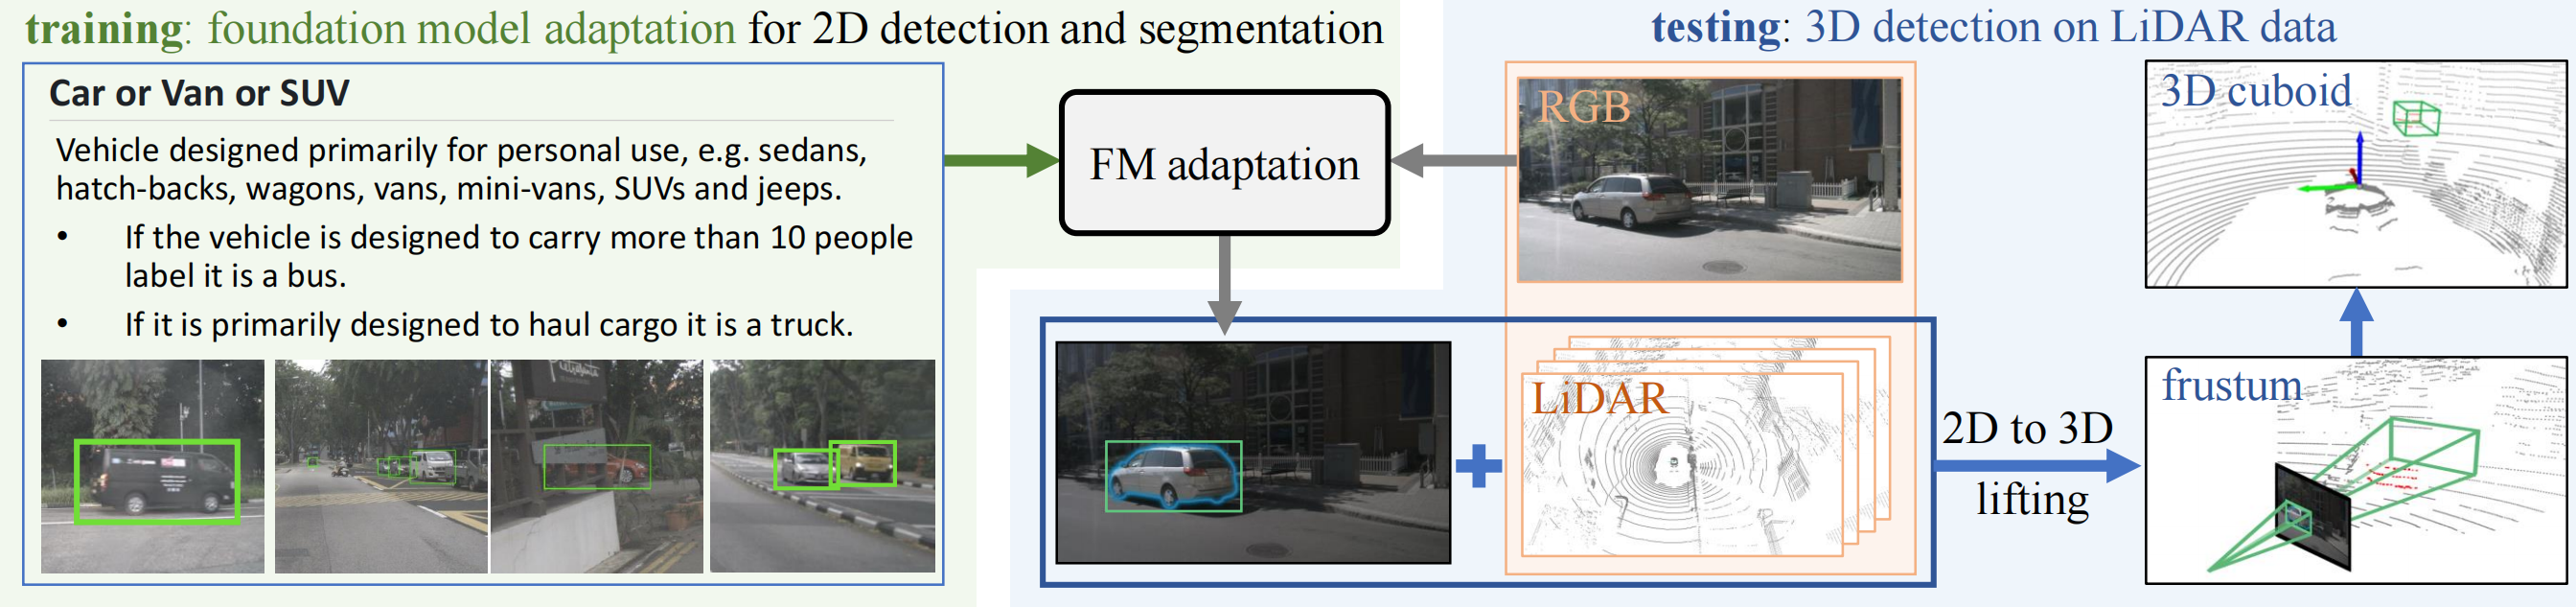 training: foundation model adaptation for 2D detection and segmentation
Car or Van or SUV
Vehicle designed primarily for personal use, e.g. sedans,
hatch-backs, wagons, vans, mini-vans, SUVs and jeeps.
• If the vehicle is designed to carry more than 10 people
label it is a bus.
• If it is primarily designed to haul cargo it is a truck.
FM adaptation
testing: 3D detection on LiDAR data
RGB
LiDAR
2D to 3D
lifting
3D cuboid
frustum